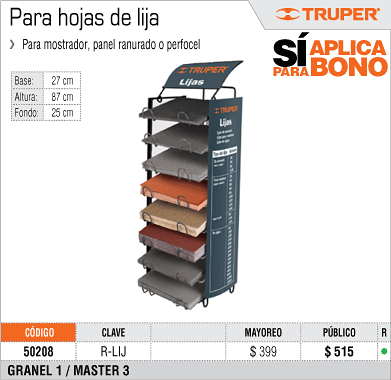 Para hojas de lija
Para mostrador, panel ranurado o perfocel
TRUPER
SÍ APLICA
PARA BONO
Base: 27 cm
Altura: 87 cm
Fondo: 25 cm
TRUPER
Lijas
TRUPER
Lijas
CÓDIGO CLAVE MAYOREO PÚBLICO R
50208 R-LIJ $ 399 $ 515
GRANEL 1 / MASTER 3